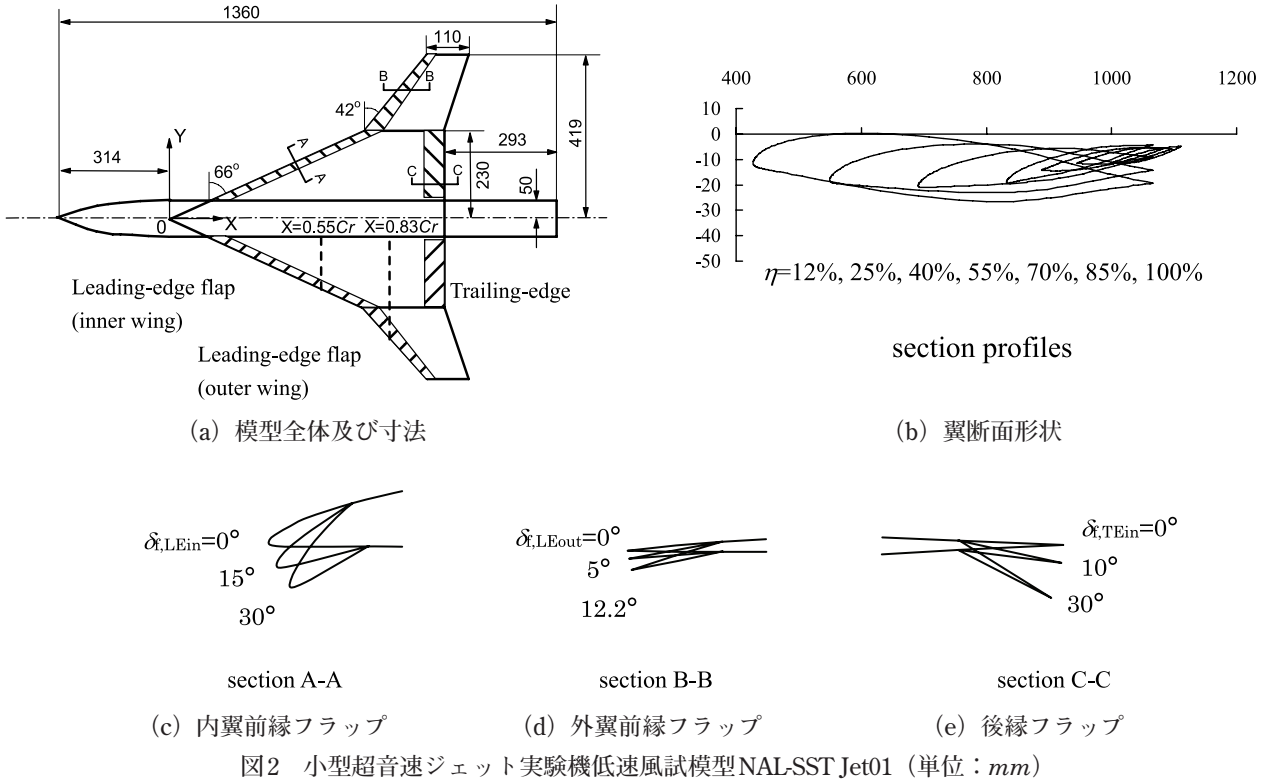 1360
110
B B
42°
A
A
66°
Y
314
0
X
X=0.55Cr X=0.83Cr
C C
230
293
50
419
Leading-edge flap
(inner wing)
Trailing-edge
Leading-edge flap
(outer wing)
(a) 模型全体及び寸法
400 600 800 1000 1200
10
0
-10
-20
-30
-40
-50
η=12%, 25%, 40%, 55%, 70%, 85%, 100%
section profiles
(b) 翼断面形状
δf,LEin=0°
15°
30°
section A-A
(c) 内翼前縁フラップ
δf,LEout=0°
5°
12.2°
section B-B
(d) 外翼前縁フラップ
δf,TEin=0°
10°
30°
section C-C
(e) 後縁フラップ
図2 小型超音速ジェット実験機低速風試模型NAL-SST Jet01(単位:mm)